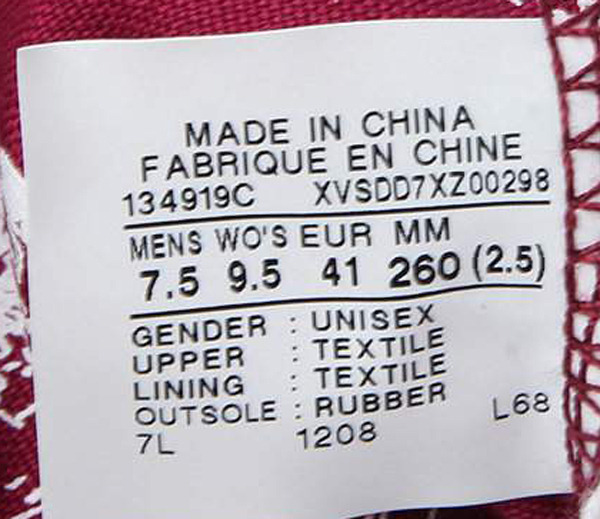 MADE IN CHINA
FABRIQUE EN CHINE
134919C XVSDD7XZ00298
MENS WO'S EUR MM
7.5 9.5 41 260 (2.5)
GENDER : UNISEX
UPPER : TEXTILE
LINING : TEXTILE
OUTSOLE : RUBBER L68
7L 1208